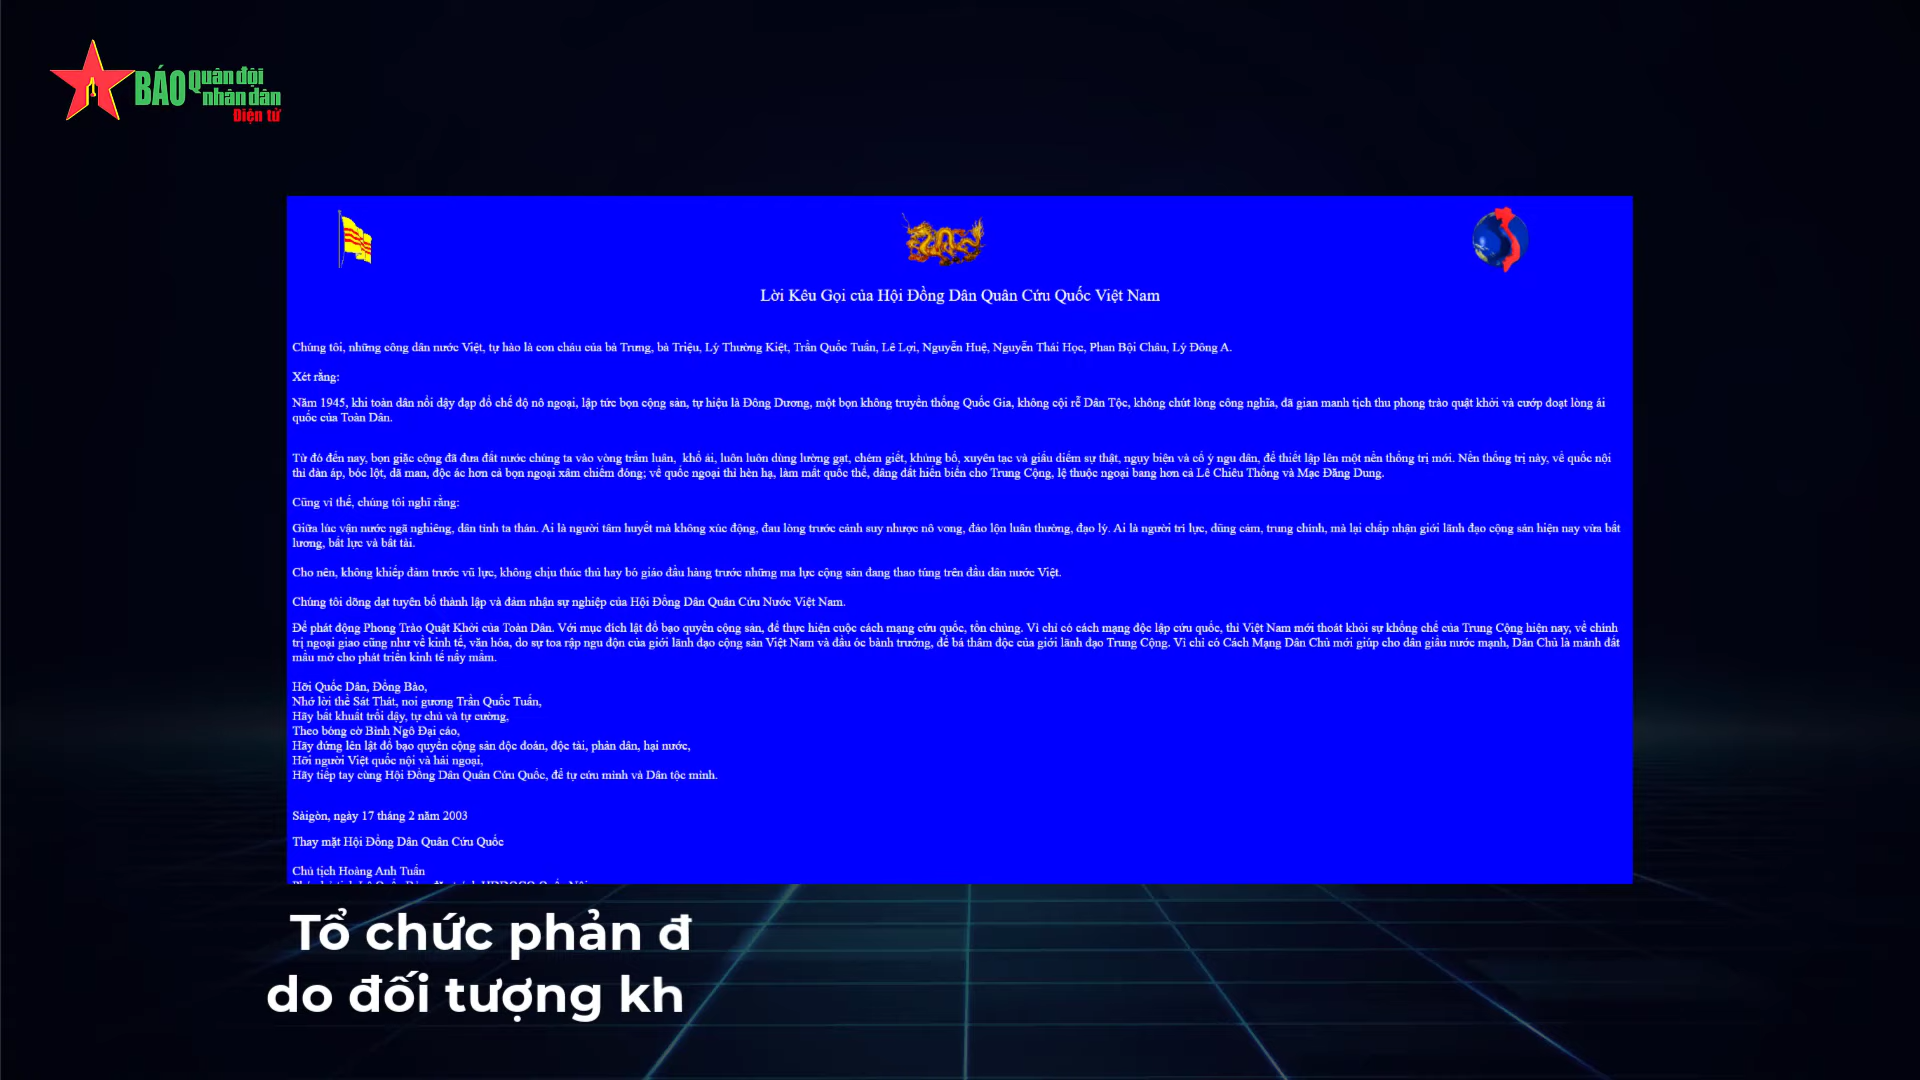 BÁO Quân đội
nhân dân
Điện tử
Lời Kêu Gọi của Hội Đồng Dân Quân Cứu Quốc Việt Nam
Chúng tôi, những công dân nước Việt, tự hào là con cháu của bà Trưng, bà Triệu, Lý Thường Kiệt, Trần Quốc Tuấn, Lê Lợi, Nguyễn Huệ, Nguyễn Thái Học, Phan Bội Châu, Lý Đông A.
Xét rằng:
Năm 1945, khi toàn dân nổi dậy đạp đổ chế độ nô ngoại, lập tức bọn cộng sản, tự hiệu là Đông Dương, một bọn không truyền thống Quốc Gia, không cội rễ Dân Tộc, không chút lòng công nghĩa, đã gian manh tịch thu phong trào quật khởi và cướp đoạt lòng ái
quốc của Toàn Dân.
Từ đó đến nay, bọn giặc cộng đã đưa đất nước chúng ta vào vòng trầm luân, khổ ải, luôn luôn dùng lường gạt, chém giết, khủng bố, xuyên tạc và giấu diếm sự thật, ngụy biện và cố ý ngu dân, để thiết lập lên một nền thống trị mới. Nền thống trị này, về quốc nội
thì đàn áp, bóc lột, dã man, độc ác hơn cả bọn ngoại xâm chiếm đóng; về quốc ngoại thì hèn hạ, làm mất quốc thể, dâng đất hiến biển cho Trung Cộng, lệ thuộc ngoại bang hơn cả Lê Chiêu Thống và Mạc Đăng Dung.
Cũng vì thế, chúng tôi nghĩ rằng:
Giữa lúc vận nước ngã nghiêng, dân tình ta thán. Ai là người tâm huyết mà không xúc động, đau lòng trước cảnh suy nhược nô vong, đảo lộn luân thường, đạo lý. Ai là người trí lực, dũng cảm, trung chính, mà lại chấp nhận giới lãnh đạo cộng sản hiện nay vừa bất
lương, bất lực và bất tài.
Cho nên, không khiếp đảm trước vũ lực, không chịu thúc thủ hay bó giáo đầu hàng trước những ma lực cộng sản đang thao túng trên đầu dân nước Việt.
Chúng tôi dõng dạt tuyên bố thành lập và đảm nhận sự nghiệp của Hội Đồng Dân Quân Cứu Nước Việt Nam.
Để phát động Phong Trào Quật Khởi của Toàn Dân. Với mục đích lật đổ bạo quyền cộng sản, để thực hiện cuộc cách mạng cứu quốc, tồn chủng. Vì chỉ có cách mạng độc lập cứu quốc, thì Việt Nam mới thoát khỏi sự khống chế của Trung Cộng hiện nay, về chính
trị ngoại giao cũng như về kinh tế, văn hóa, do sự toa rập ngu độn của giới lãnh đạo cộng sản Việt Nam và đầu óc bành trướng, đế bá thâm độc của giới lãnh đạo Trung Cộng. Vì chỉ có Cách Mạng Dân Chủ mới giúp cho dân giầu nước mạnh, Dân Chủ là mảnh đất
mầu mở cho phát triển kinh tế nẩy mầm.
Hỡi Quốc Dân, Đồng Bào,
Nhớ lời thề Sát Thát, noi gương Trần Quốc Tuấn,
Hãy bất khuất trổi dậy, tự chủ và tự cường,
Theo bóng cờ Bình Ngô Đại cáo,
Hãy đứng lên lật đổ bạo quyền cộng sản độc đoán, độc tài, phản dân, hại nước,
Hỡi người Việt quốc nội và hải ngoại,
Hãy tiếp tay cùng Hội Đồng Dân Quân Cứu Quốc, để tự cứu mình và Dân tộc mình.
Sàigòn, ngày 17 tháng 2 năm 2003
Thay mặt Hội Đồng Dân Quân Cứu Quốc
Chủ tịch Hoàng Anh Tuấn
Tổ chức phản đ
do đối tượng kh